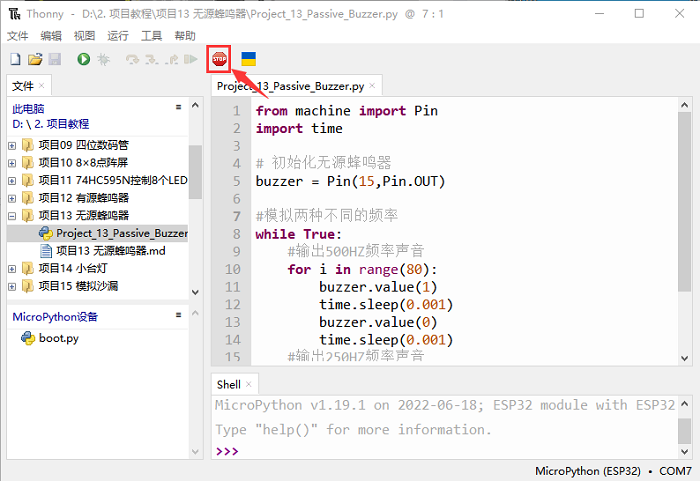 Thonny - D:\2. 项目教程\项目13 无源蜂鸣器\Project_13_Passive_Buzzer.py @ 7 : 1
文件 编辑 视图 运行 工具 帮助
STOP
文件 ×
此电脑
D: \ 2. 项目教程
项目09 四位数码管
项目10 8×8点阵屏
项目11 74HC595N控制8个LED
项目12 有源蜂鸣器
项目13 无源蜂鸣器
Project_13_Passive_Buzzer
项目13 无源蜂鸣器.md
项目14 小台灯
项目15 模拟沙漏
MicroPython设备
boot.py
Project_13_Passive_Buzzer.py ×
1 from machine import Pin
2 import time
3
4 # 初始化无源蜂鸣器
5 buzzer = Pin(15,Pin.OUT)
6
7 #模拟两种不同的频率
8 while True:
9 #输出500HZ频率声音
10 for i in range(80):
11 buzzer.value(1)
12 time.sleep(0.001)
13 buzzer.value(0)
14 time.sleep(0.001)
15 #输出250HZ频率声音
Shell ×
MicroPython v1.19.1 on 2022-06-18; ESP32 module with ESP32
Type "help()" for more information.
>>>
MicroPython (ESP32) • COM7